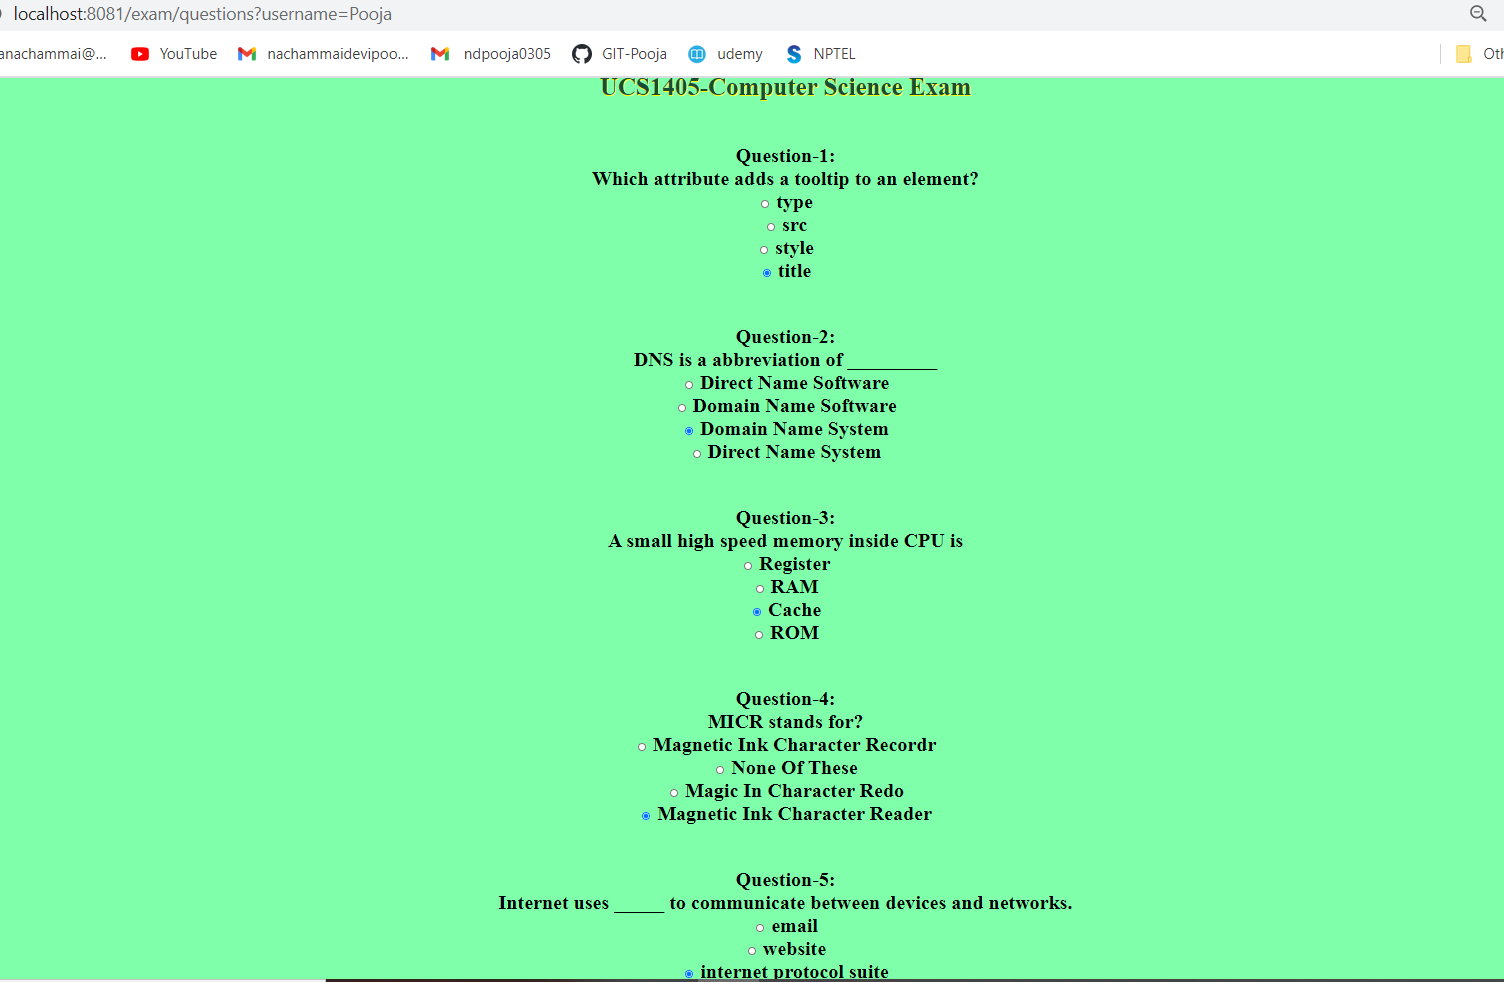 localhost:8081/exam/questions?username=Pooja
anachammai@... YouTube nachammaidevipoo... ndpooja0305 GIT-Pooja udemy NPTEL Oth
UCS1405-Computer Science Exam
Question-1:
Which attribute adds a tooltip to an element?
type
src
style
title
Question-2:
DNS is a abbreviation of _________
Direct Name Software
Domain Name Software
Domain Name System
Direct Name System
Question-3:
A small high speed memory inside CPU is
Register
RAM
Cache
ROM
Question-4:
MICR stands for?
Magnetic Ink Character Recordr
None Of These
Magic In Character Redo
Magnetic Ink Character Reader
Question-5:
Internet uses _____ to communicate between devices and networks.
email
website
internet protocol suite